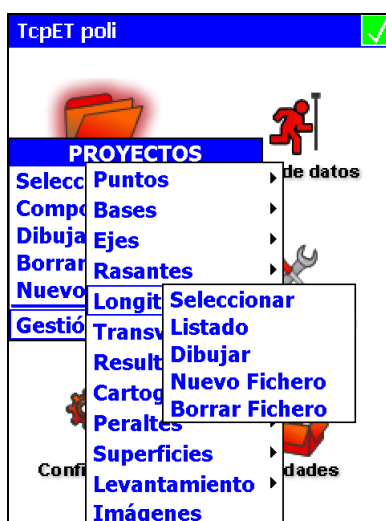 TcpET poli
PROYECTOS
de datos
Selecc
Compo
Dibuja
Borrar
Nuevo
Gestió
Puntos
Bases
Ejes
Rasantes
Longit
Transv
Result
Cartog
Peraltes
Superficies
Levantamiento
Imágenes
Seleccionar
Listado
Dibujar
Nuevo Fichero
Borrar Fichero
Confi
dades